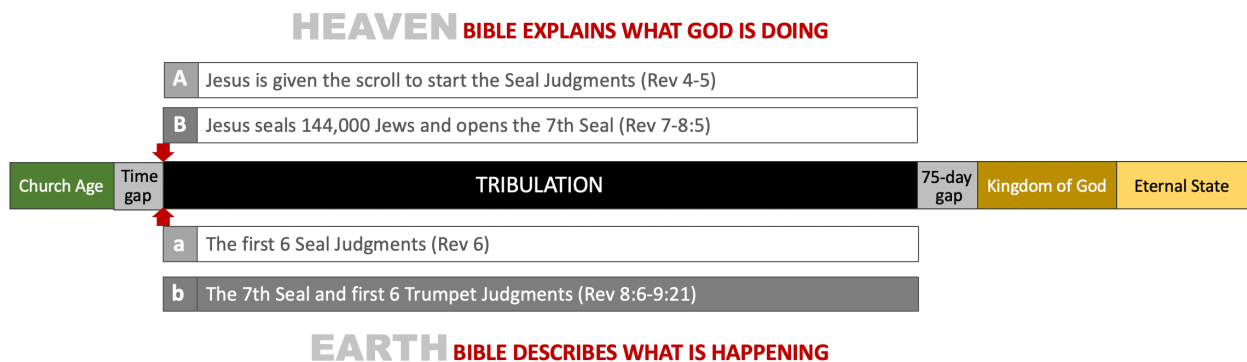 HEAVEN BIBLE EXPLAINS WHAT GOD IS DOING
A Jesus is given the scroll to start the Seal Judgments (Rev 4-5)
B Jesus seals 144,000 Jews and opens the 7th Seal (Rev 7-8:5)
Church Age
Time
gap
TRIBULATION
75-day
gap
Kingdom of God
Eternal State
a The first 6 Seal Judgments (Rev 6)
b The 7th Seal and first 6 Trumpet Judgments (Rev 8:6-9:21)
EARTH BIBLE DESCRIBES WHAT IS HAPPENING